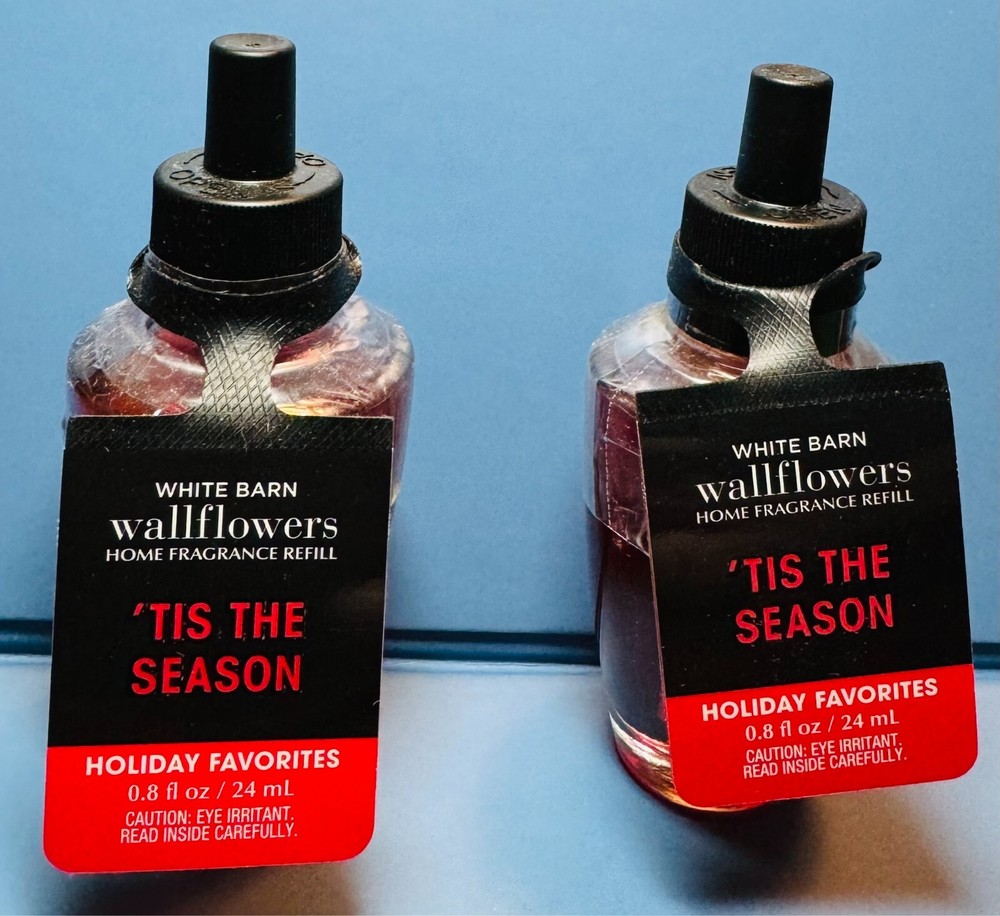 OPEN
WHITE BARN
wallflowers
HOME FRAGRANCE REFILL
'TIS THE
SEASON
HOLIDAY FAVORITES
0.8 fl oz / 24 mL
CAUTION: EYE IRRITANT.
READ INSIDE CAREFULLY.
OPEN
WHITE BARN
wallflowers
HOME FRAGRANCE REFILL
'TIS THE
SEASON
HOLIDAY FAVORITES
0.8 fl oz / 24 mL
CAUTION: EYE IRRITANT.
READ INSIDE CAREFULLY.